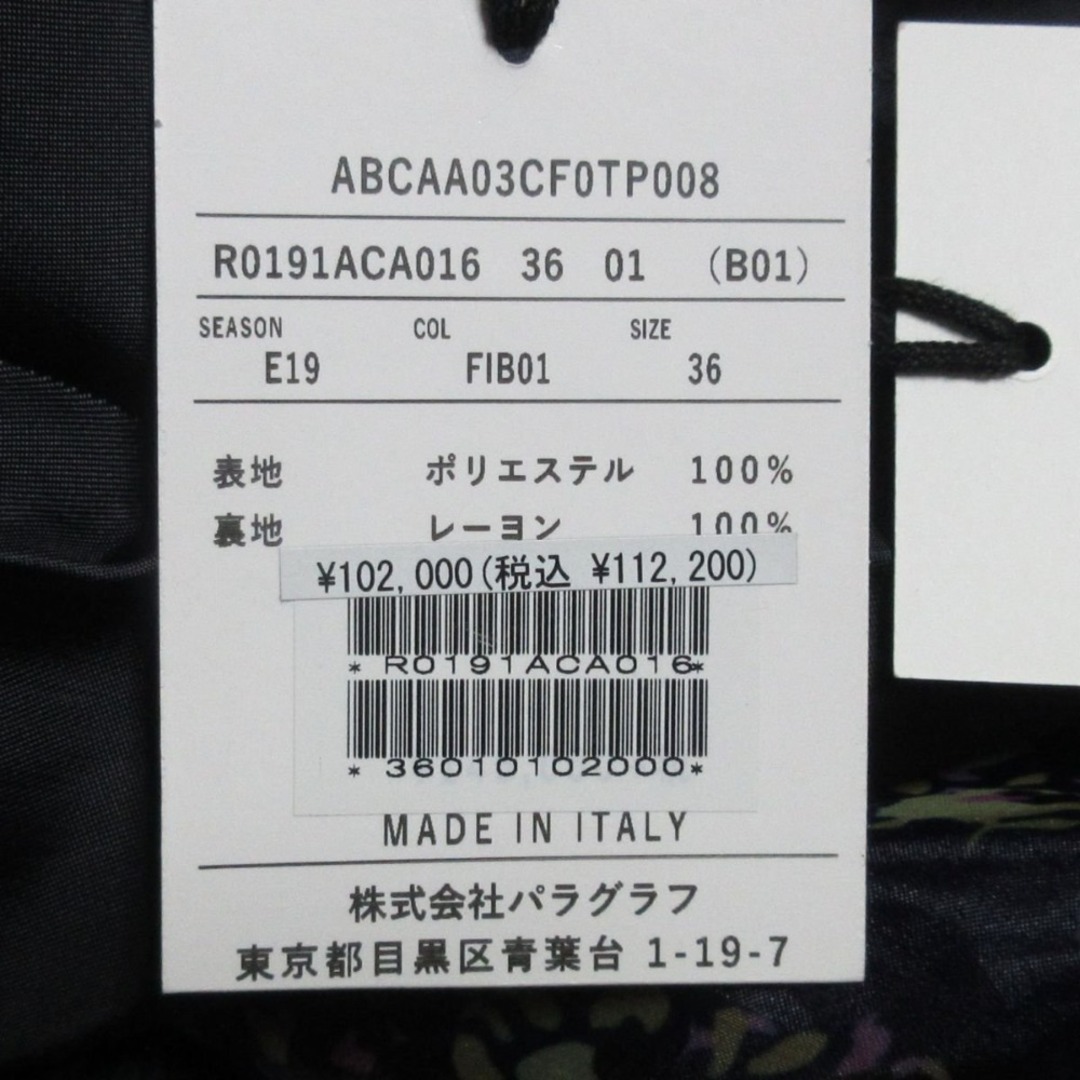 ABCAA03CF0TP008
R0191ACA016 36 01 (B01)
SEASON COL SIZE
E19 FIB01 36
表地 ポリエステル 100%
裏地 レーヨン 100%
¥102,000(税込 ¥112,200)
* R0191ACA016*
* 36010102000*
MADE IN ITALY
株式会社パラグラフ
東京都目黒区青葉台 1-19-7